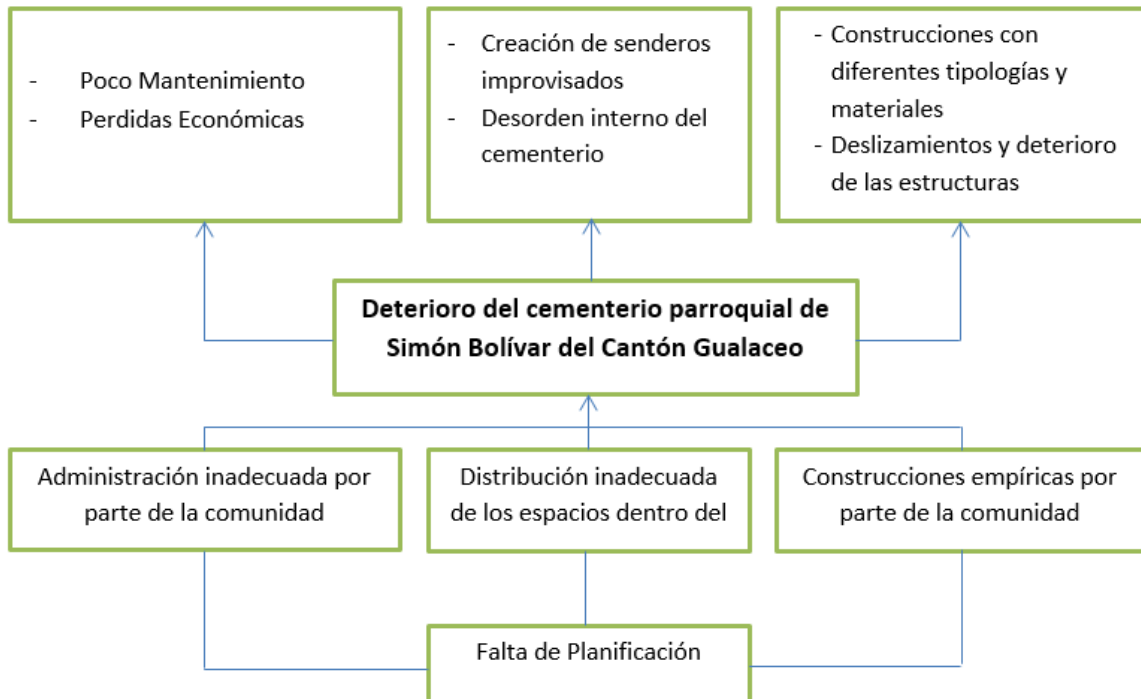 - Poco Mantenimiento
- Perdidas Económicas
- Creación de senderos
improvisados
- Desorden interno del
cementerio
- Construcciones con
diferentes tipologías y
materiales
- Deslizamientos y deterioro
de las estructuras
Deterioro del cementerio parroquial de
Simón Bolívar del Cantón Gualaceo
Administración inadecuada por
parte de la comunidad
Distribución inadecuada
de los espacios dentro del
Construcciones empíricas por
parte de la comunidad
Falta de Planificación